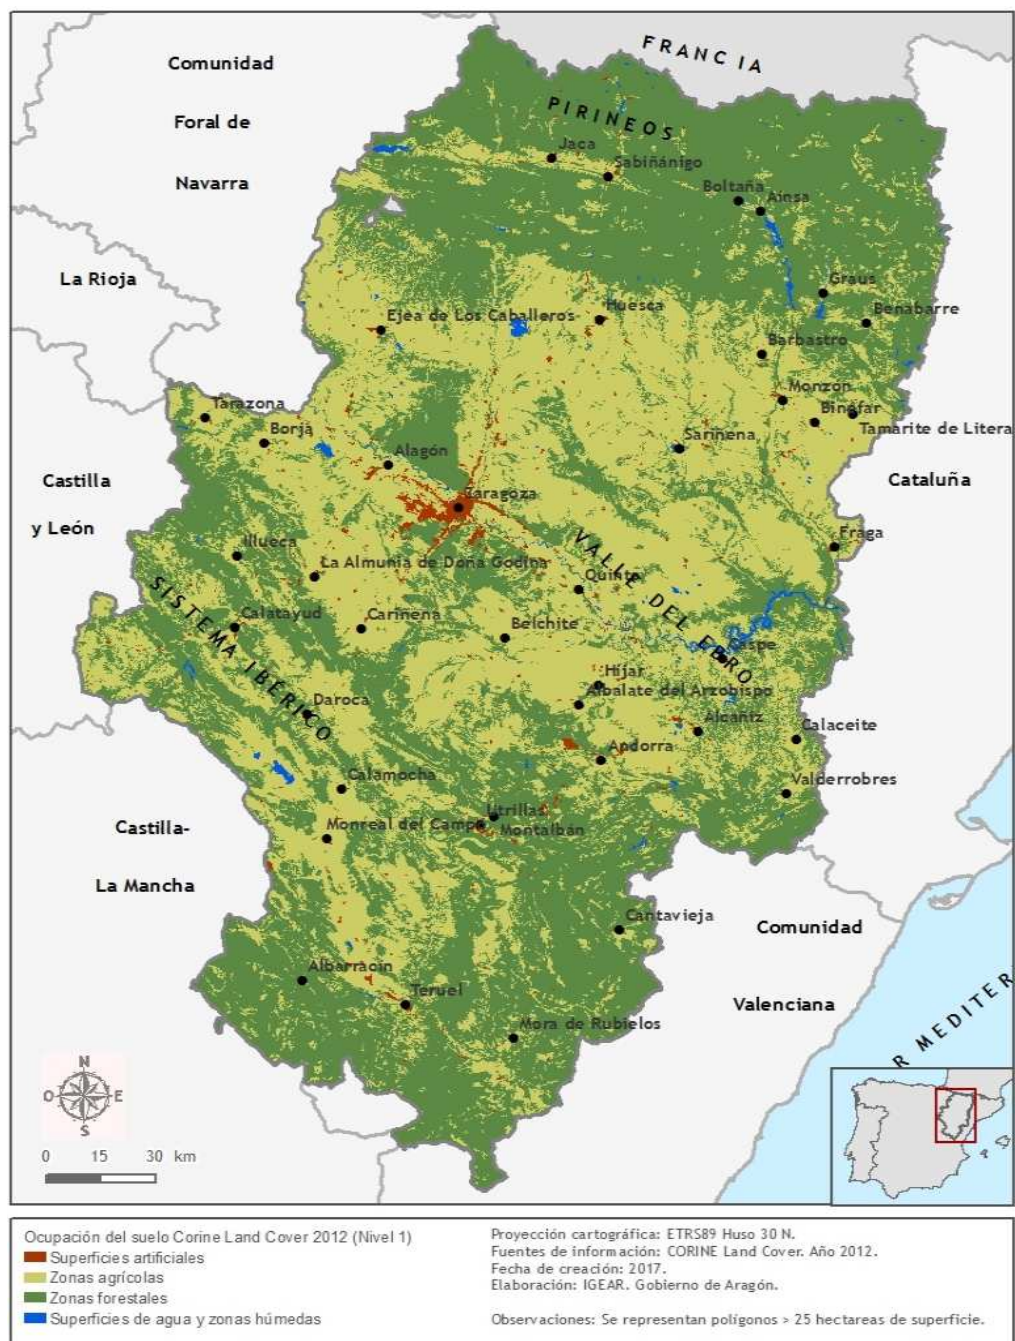 FRANCIA
Comunidad
Foral de
Navarra
PIRINEOS
Jaca
Sabiñánigo
Boltaña
Aínsa
La Rioja
Graus
Benabarre
Ejea de Los Caballeros
Huesca
Barbastro
Monzón
Binéfar
Tamarite de Litera
Tarazona
Borja
Alagón
Sariñena
Castilla
y León
Cataluña
Zaragoza
Fraga
Illueca
La Almunia de Doña Godina
VALLE DEL EBRO
Quinto
SISTEMA IBÉRICO
Calatayud
Cariñena
Belchite
Caspe
Híjar
Albalate del Arzobispo
Daroca
Alcañiz
Calaceite
Andorra
Calamocha
Valderrobres
Utrillas
Montalbán
Monreal del Campo
Castilla-
La Mancha
Cantavieja
Comunidad
Valenciana
Albarracín
Teruel
Mora de Rubielos
R MEDITER
N
O E
S
0 15 30 km
Ocupación del suelo Corine Land Cover 2012 (Nivel 1)
Superficies artificiales
Zonas agrícolas
Zonas forestales
Superficies de agua y zonas húmedas
Proyección cartográfica: ETRS89 Huso 30 N.
Fuentes de información: CORINE Land Cover. Año 2012.
Fecha de creación: 2017.
Elaboración: IGEAR. Gobierno de Aragón.
Observaciones: Se representan polígonos > 25 hectareas de superficie.